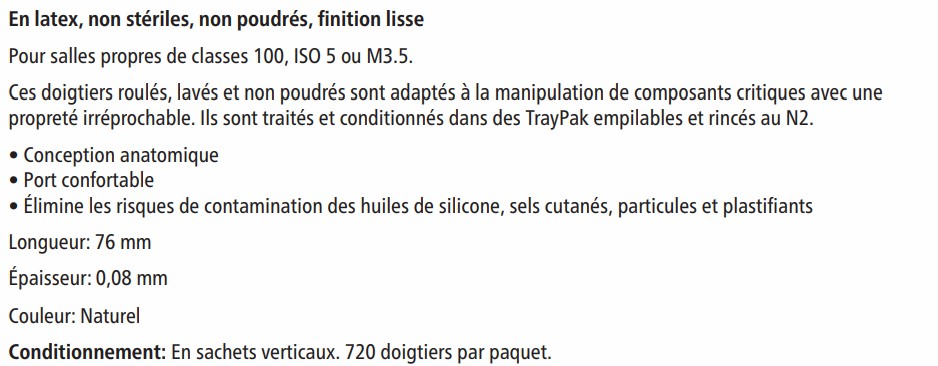 En latex, non stériles, non poudrés, finition lisse
Pour salles propres de classes 100, ISO 5 ou M3.5.
Ces doigtiers roulés, lavés et non poudrés sont adaptés à la manipulation de composants critiques avec une
propreté irréprochable. Ils sont traités et conditionnés dans des TrayPak empilables et rincés au N2.
• Conception anatomique
• Port confortable
• Élimine les risques de contamination des huiles de silicone, sels cutanés, particules et plastifiants
Longueur: 76 mm
Épaisseur: 0,08 mm
Couleur: Naturel
Conditionnement: En sachets verticaux. 720 doigtiers par paquet.